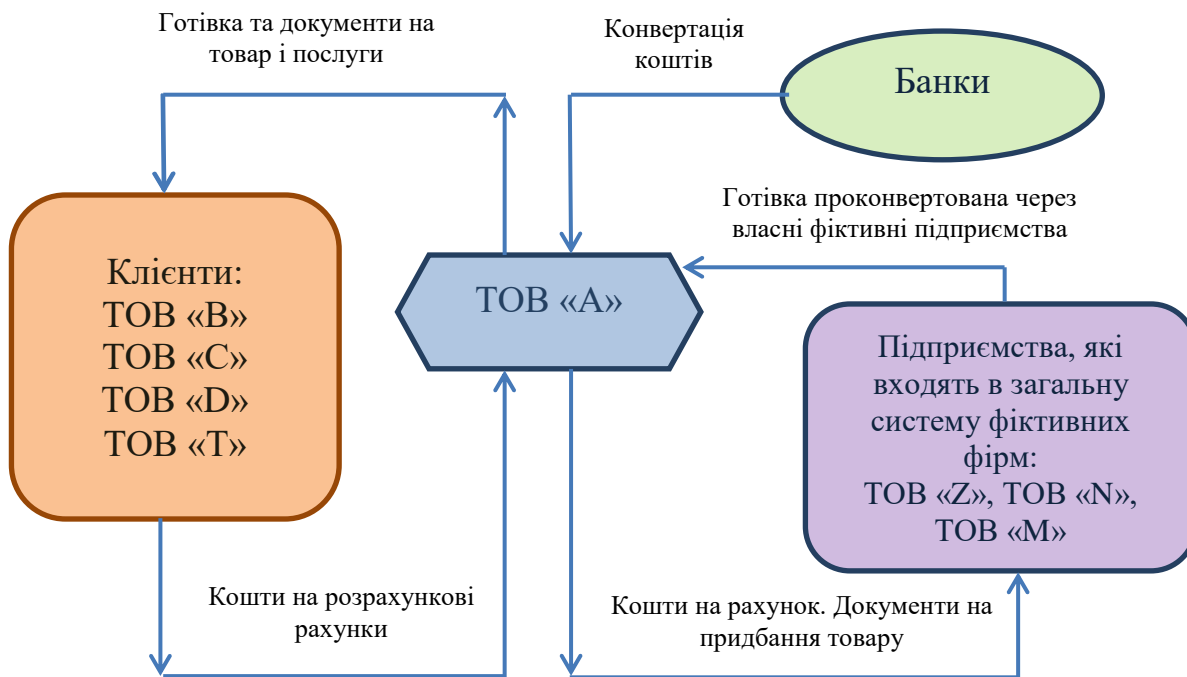 Готівка та документи на
товар і послуги
Конвертація
коштів
Банки
Готівка проконвертована через
власні фіктивні підприємства
Клієнти:
ТОВ «В»
ТОВ «С»
ТОВ «D»
ТОВ «Т»
ТОВ «А»
Підприємства, які
входять в загальну
систему фіктивних
фірм:
ТОВ «Z», ТОВ «N»,
ТОВ «М»
Кошти на розрахункові
рахунки
Кошти на рахунок. Документи на
придбання товару